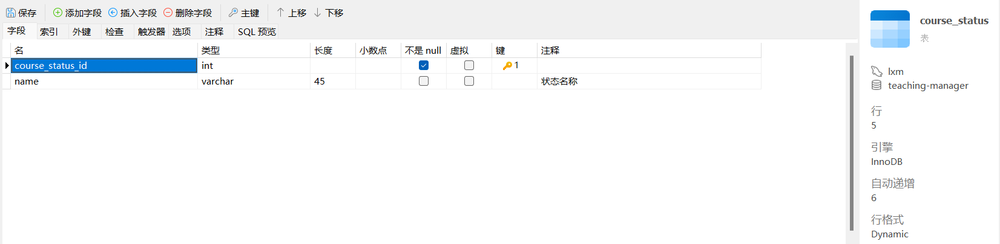 保存 添加字段 插入字段 删除字段 主键 上移 下移
字段 索引 外键 检查 触发器 选项 注释 SQL 预览
名 类型 长度 小数点 不是 null 虚拟 键 注释
course_status_id int 1
name varchar 45 状态名称
course_status
表
lxm
teaching-manager
行
5
引擎
InnoDB
自动递增
6
行格式
Dynamic